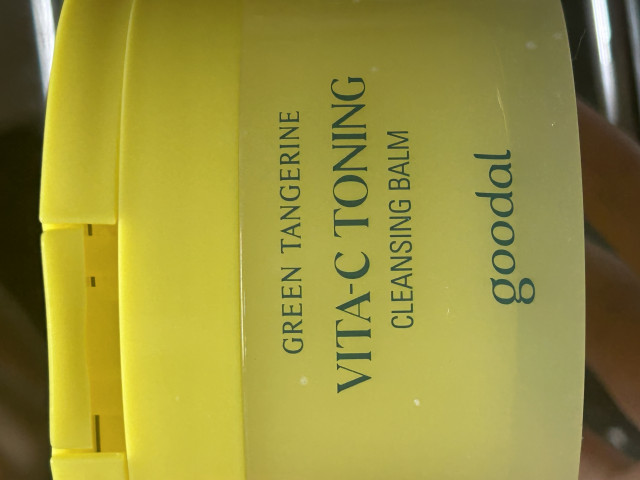 GREEN TANGERINE
VITA-C TONING
CLEANSING BALM
goodal